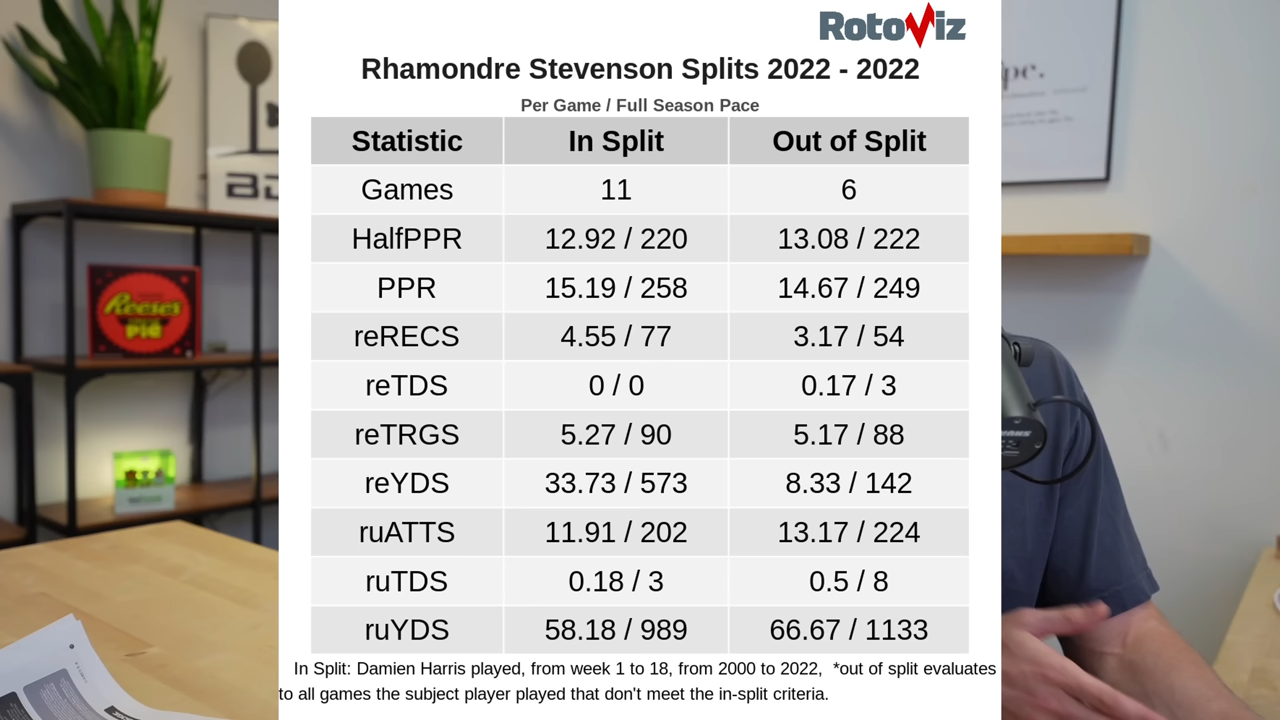 RotoViz
Rhamondre Stevenson Splits 2022 - 2022
Per Game / Full Season Pace
Statistic In Split Out of Split
Games 11 6
HalfPPR 12.92 / 220 13.08 / 222
PPR 15.19 / 258 14.67 / 249
reRECS 4.55 / 77 3.17 / 54
reTDS 0 / 0 0.17 / 3
reTRGS 5.27 / 90 5.17 / 88
reYDS 33.73 / 573 8.33 / 142
ruATTS 11.91 / 202 13.17 / 224
ruTDS 0.18 / 3 0.5 / 8
ruYDS 58.18 / 989 66.67 / 1133
In Split: Damien Harris played, from week 1 to 18, from 2000 to 2022, *out of split evaluates
to all games the subject player played that don't meet the in-split criteria.
Reeses
PIE